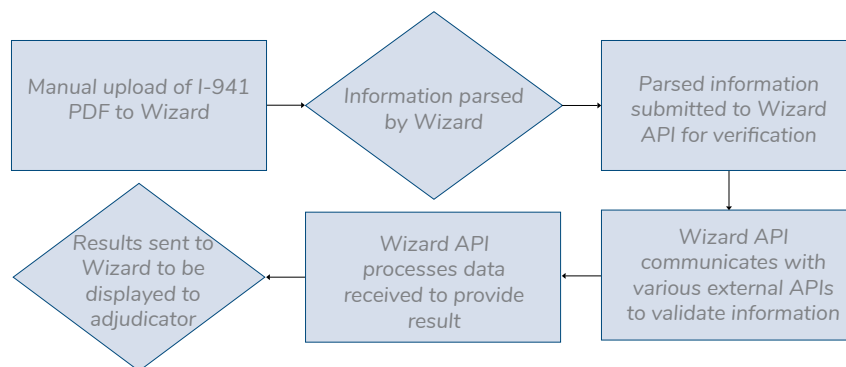 Manual upload of I-941
PDF to Wizard
Information parsed
by Wizard
Parsed information
submitted to Wizard
API for verification
Wizard API
communicates with
various external APIs
to validate information
Wizard API
processes data
received to provide
result
Results sent to
Wizard to be
displayed to
adjudicator